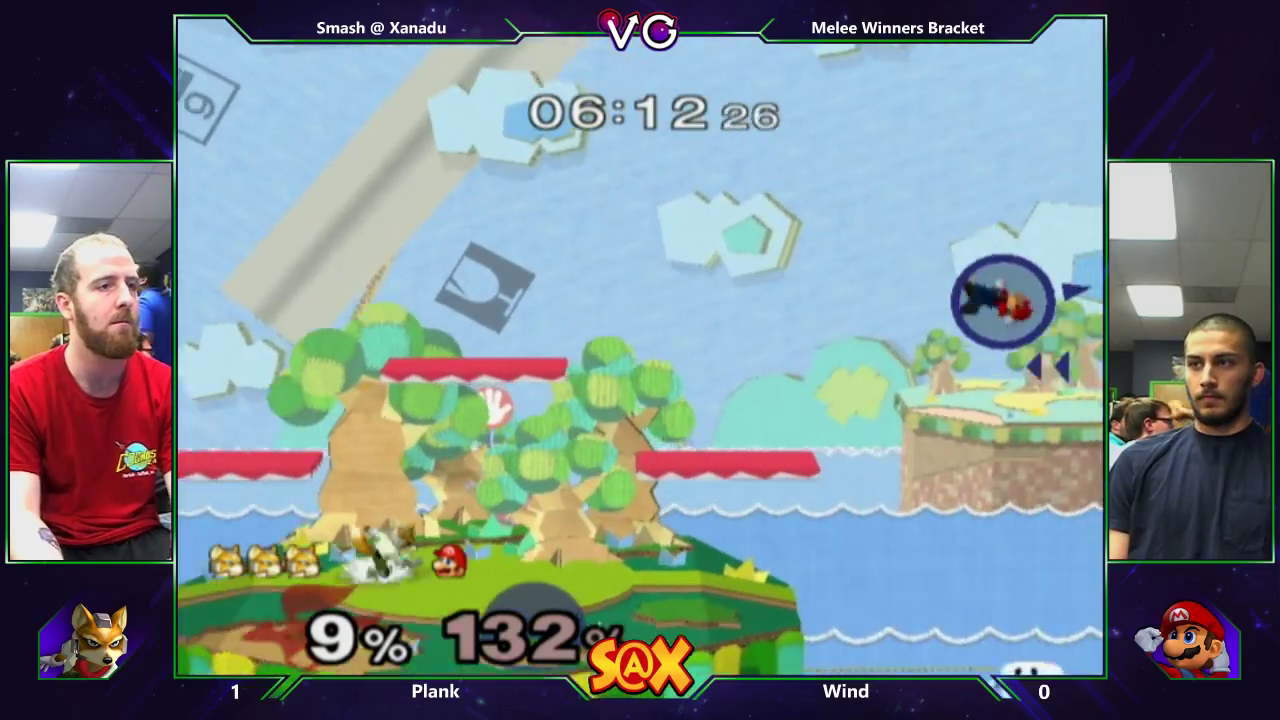 Smash @ Xanadu
VG
Melee Winners Bracket
06:12 26
9%
132%
S@X
1
Plank
Wind
0